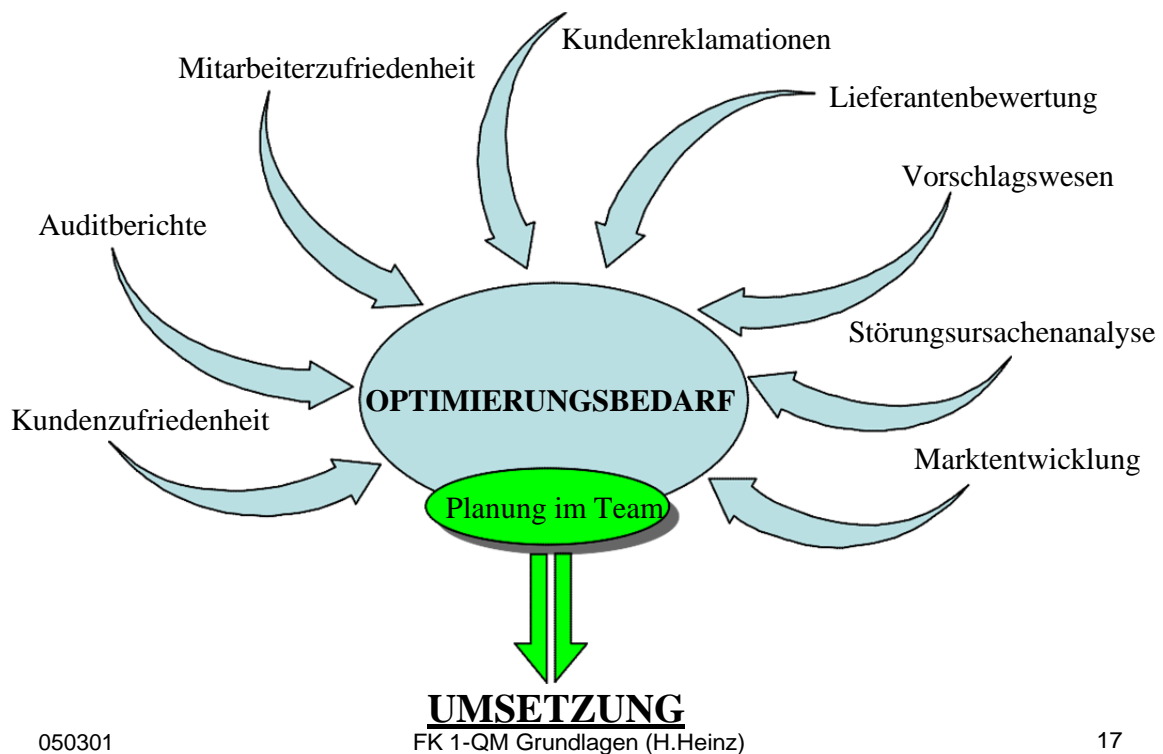 Kundenreklamationen
Mitarbeiterzufriedenheit
Lieferantenbewertung
Vorschlagswesen
Auditberichte
Störungsursachenanalyse
OPTIMIERUNGSBEDARF
Kundenzufriedenheit
Marktentwicklung
Planung im Team
UMSETZUNG
050301
FK 1-QM Grundlagen (H.Heinz)
17